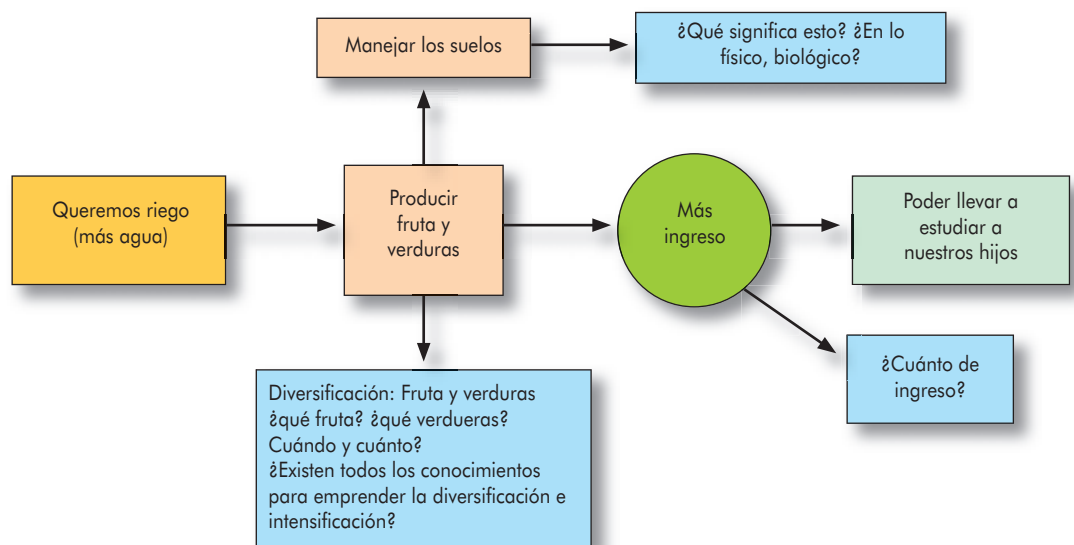 Manejar los suelos
¿Qué significa esto? ¿En lo
físico, biológico?
Queremos riego
(más agua)
Producir
fruta y
verduras
Más
ingreso
Poder llevar a
estudiar a
nuestros hijos
¿Cuánto de
ingreso?
Diversificación: Fruta y verduras
¿qué fruta? ¿qué verdueras?
Cuándo y cuánto?
¿Existen todos los conocimientos
para emprender la diversificación e
intensificación?